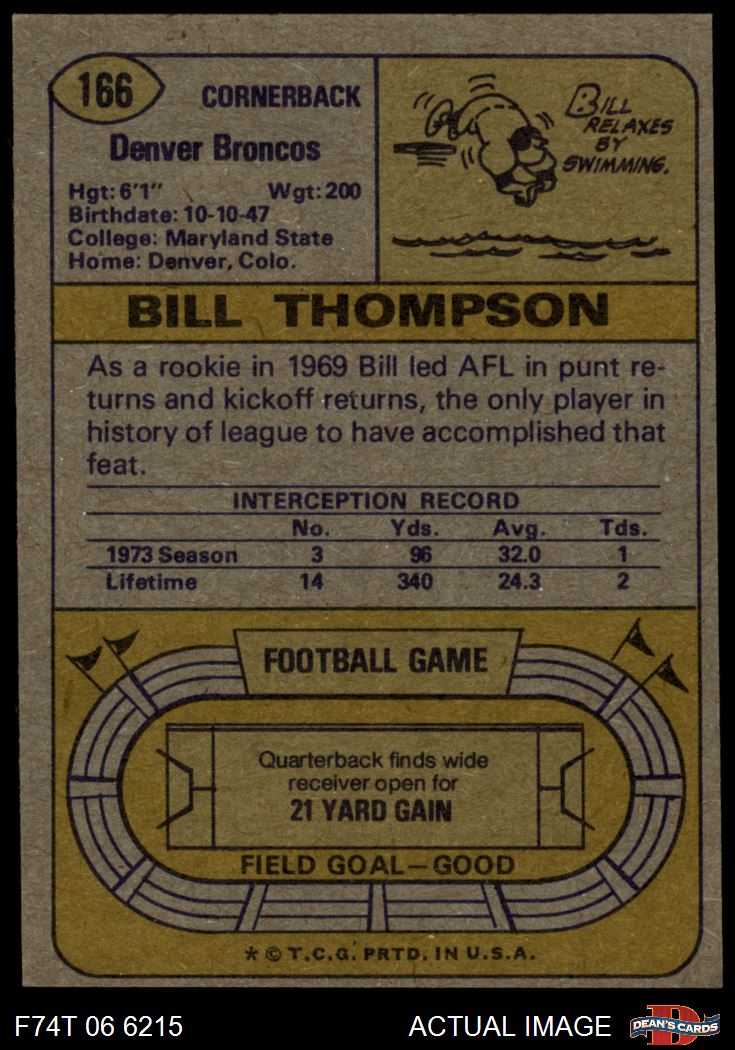 166
CORNERBACK
Denver Broncos
Hgt: 6'1" Wgt: 200
Birthdate: 10-10-47
College: Maryland State
Home: Denver, Colo.
BILL
RELAXES
BY
SWIMMING.
BILL THOMPSON
As a rookie in 1969 Bill led AFL in punt re-
turns and kickoff returns, the only player in
history of league to have accomplished that
feat.
INTERCEPTION RECORD
No. Yds. Avg. Tds.
1973 Season 3 96 32.0 1
Lifetime 14 340 24.3 2
FOOTBALL GAME
Quarterback finds wide
receiver open for
21 YARD GAIN
FIELD GOAL—GOOD
* © T.C.G. PRTD. IN U.S.A.
F74T 06 6215 ACTUAL IMAGE
D
DEAN'S CARDS